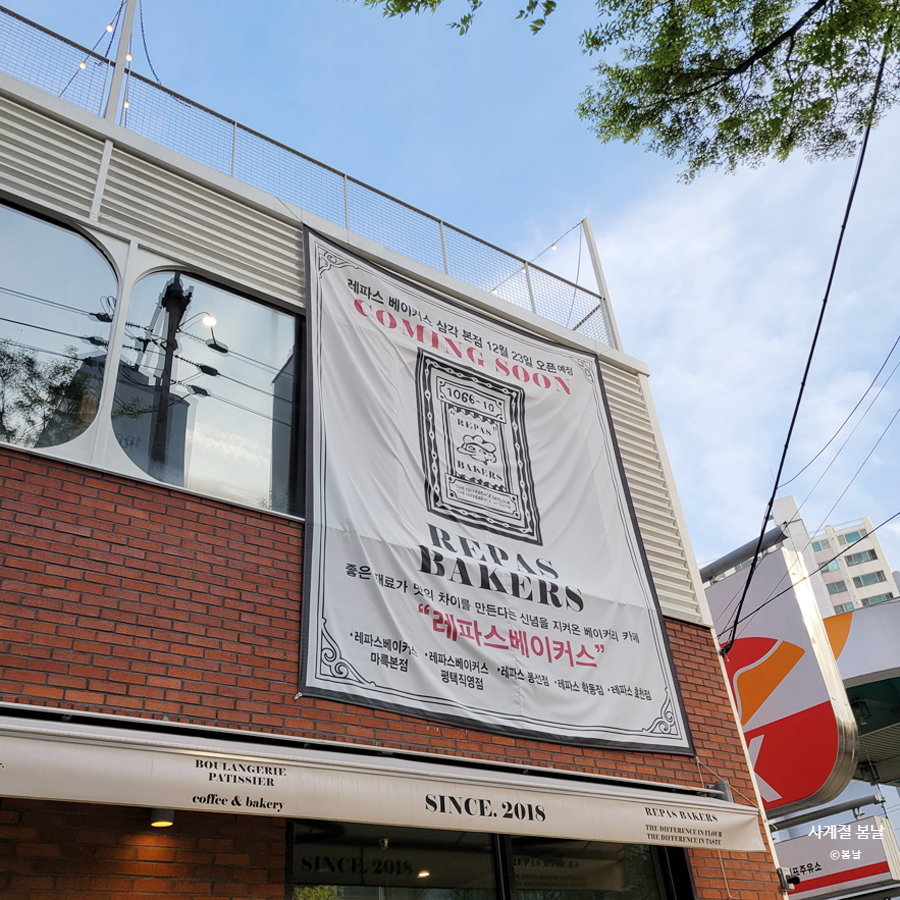 레파스 베이커스 삼각 본점 12월 23일 오픈예정
COMING SOON
1066-10
REPAS
BAKERS
REPAS
BAKERS
좋은 재료가 맛의 차이를 만든다는 신념을 지켜온 베이커리 카페
“레파스베이커스”
·레파스베이커스 마륵본점
·레파스베이커스 평택직영점
·레파스 봉선점
·레파스 학동점
·레파스 효천점
BOULANGERIE
PATISSIER
coffee & bakery
SINCE. 2018
REPAS BAKERS
THE DIFFERENCE IN FLOUR
THE DIFFERENCE IN TASTE
SINCE. 2018
REPAS BAKERS
주유소
사계절 봄날
©봄날